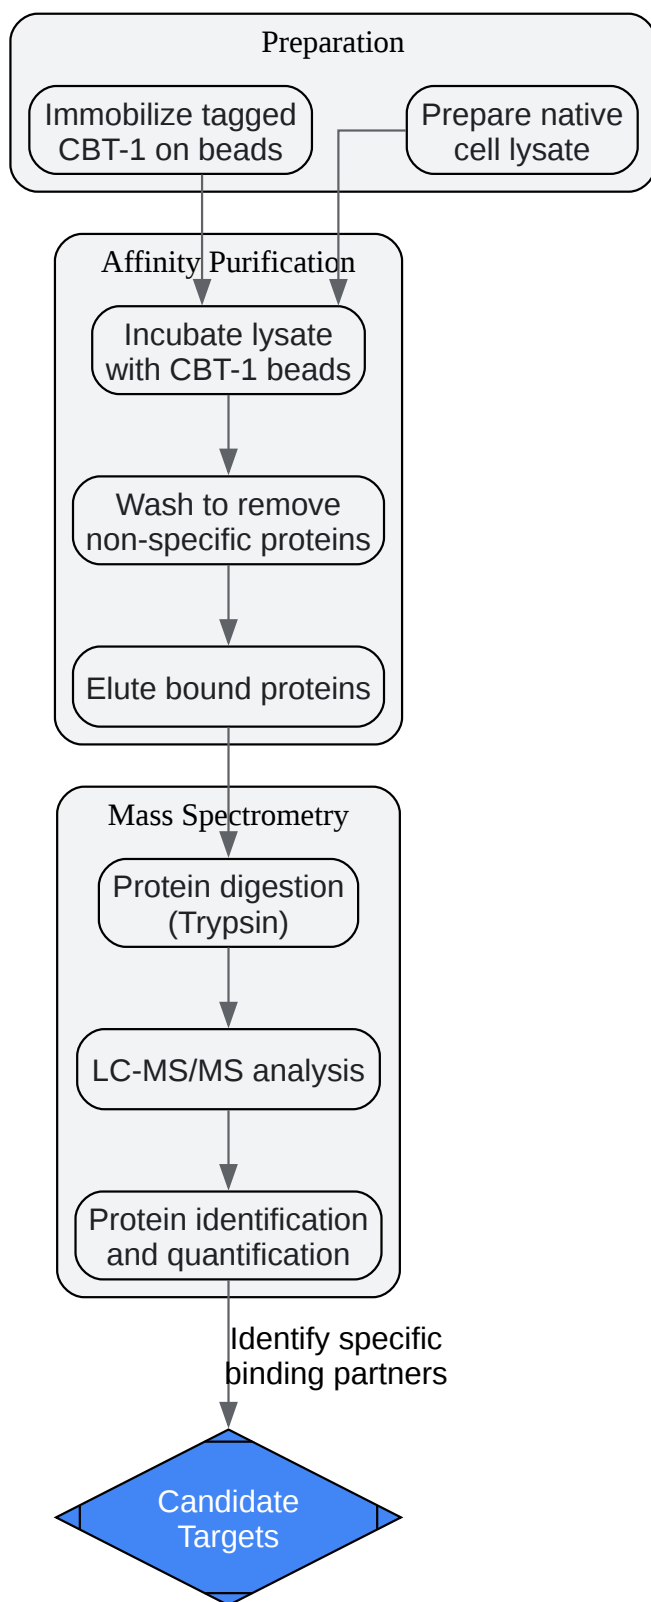 Preparation
Immobilize tagged
CBT-1 on beads
Prepare native
cell lysate
Affinity Purification
Incubate lysate
with CBT-1 beads
Wash to remove
non-specific proteins
Elute bound proteins
Mass Spectrometry
Protein digestion
(Trypsin)
LC-MS/MS analysis
Protein identification
and quantification
Identify specific
binding partners
Candidate
Targets